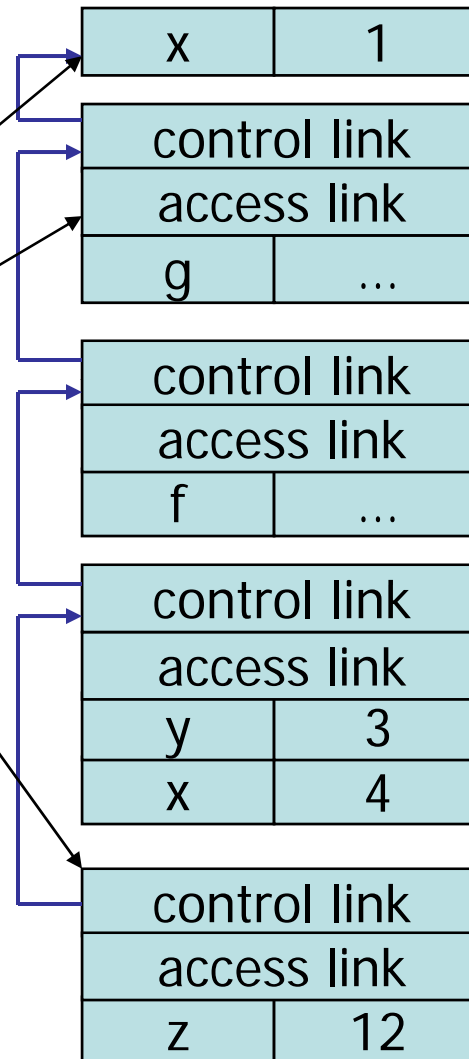 x 1
control link
access link
g ...
control link
access link
f ...
control link
access link
y 3
x 4
control link
access link
z 12